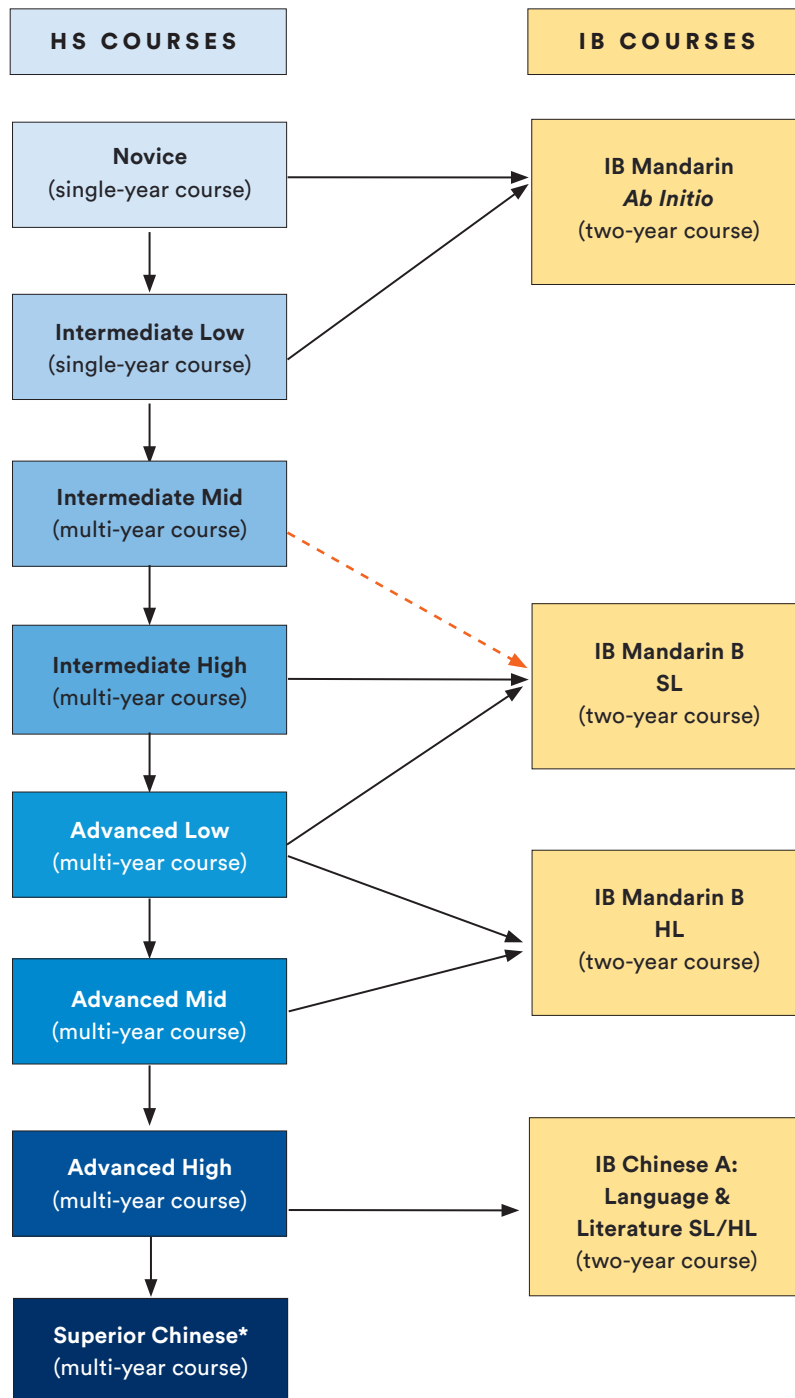 HS COURSES
IB COURSES
Novice
(single-year course)
IB Mandarin
Ab Initio
(two-year course)
Intermediate Low
(single-year course)
Intermediate Mid
(multi-year course)
Intermediate High
(multi-year course)
IB Mandarin B
SL
(two-year course)
Advanced Low
(multi-year course)
IB Mandarin B
HL
(two-year course)
Advanced Mid
(multi-year course)
Advanced High
(multi-year course)
IB Chinese A:
Language &
Literature SL/HL
(two-year course)
Superior Chinese*
(multi-year course)